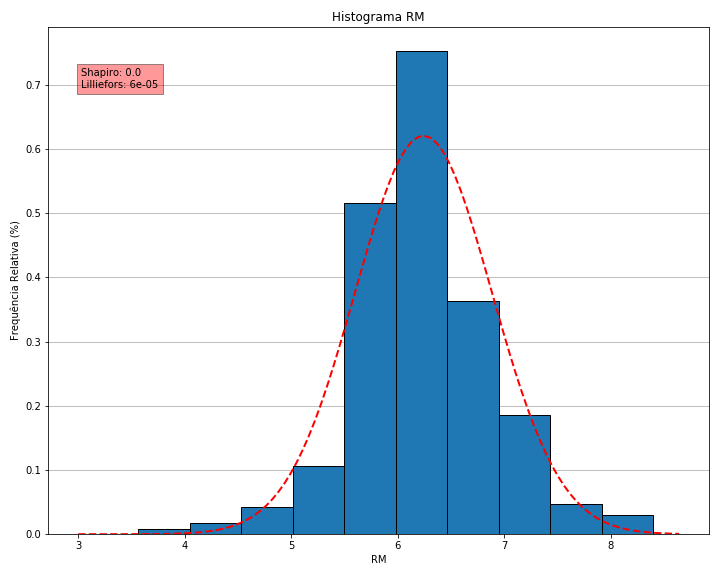 Histograma RM
Shapiro: 0.0
Lilliefors: 6e-05
Frequência Relativa (%)
0.7
0.6
0.5
0.4
0.3
0.2
0.1
0.0
3 4 5 6 7 8
RM